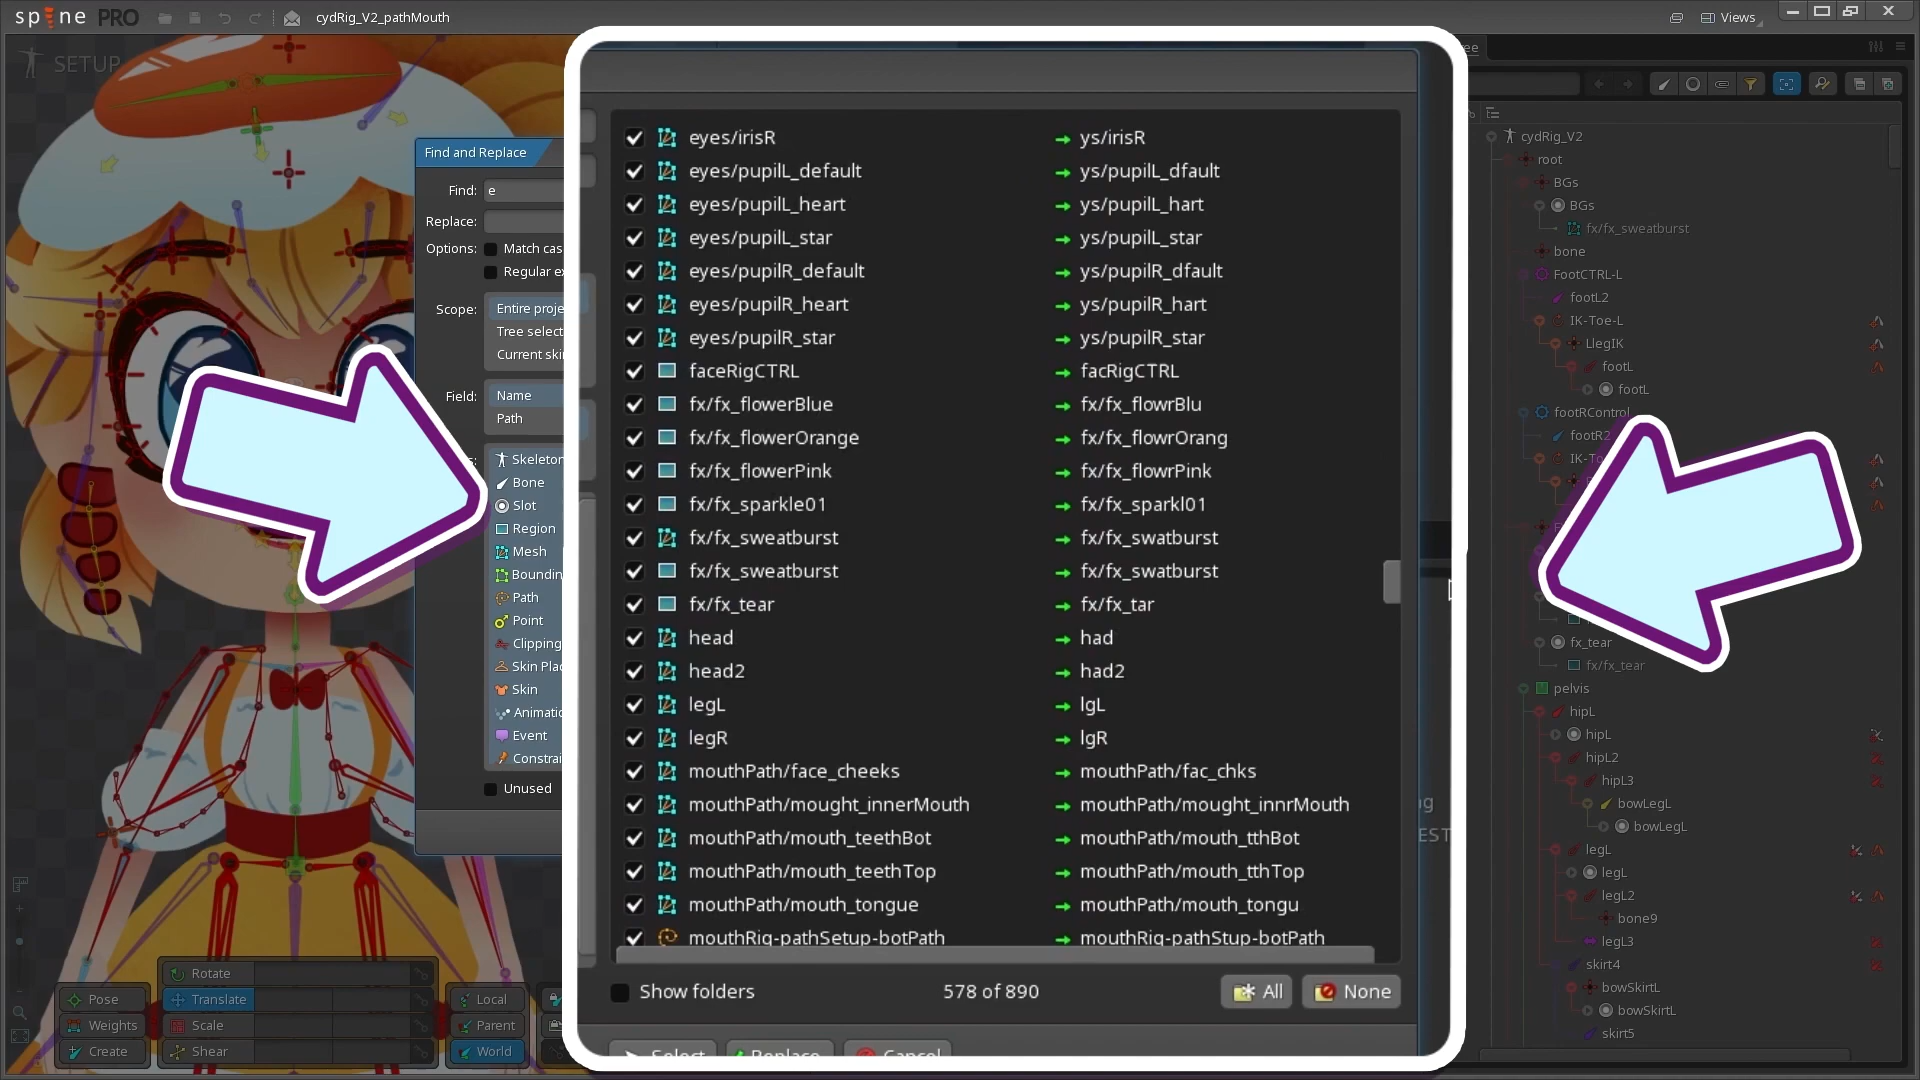 spine PRO
cydRig_V2_pathMouth
Views
SETUP
Find and Replace
Find: e
Replace:
Options: Match cas
Regular ex
Scope: Entire proje
Tree select
Current ski
Field: Name
Path
Skeleton
Bone
Slot
Region
Mesh
Boundin
Path
Point
Clipping
Skin Plac
Skin
Animatio
Event
Constrai
Unused
eyes/irisR ys/irisR
eyes/pupilL_default ys/pupilL_dfault
eyes/pupilL_heart ys/pupilL_hart
eyes/pupilL_star ys/pupilL_star
eyes/pupilR_default ys/pupilR_dfault
eyes/pupilR_heart ys/pupilR_hart
eyes/pupilR_star ys/pupilR_star
faceRigCTRL facRigCTRL
fx/fx_flowerBlue fx/fx_flowrBlu
fx/fx_flowerOrange fx/fx_flowrOrang
fx/fx_flowerPink fx/fx_flowrPink
fx/fx_sparkle01 fx/fx_sparkl01
fx/fx_sweatburst fx/fx_swatburst
fx/fx_sweatburst fx/fx_swatburst
fx/fx_tear fx/fx_tar
head had
head2 had2
legL lgL
legR lgR
mouthPath/face_cheeks mouthPath/fac_chks
mouthPath/mought_innerMouth mouthPath/mought_innrMouth
mouthPath/mouth_teethBot mouthPath/mouth_tthBot
mouthPath/mouth_teethTop mouthPath/mouth_tthTop
mouthPath/mouth_tongue mouthPath/mouth_tongu
mouthRig-pathSetup-botPath mouthRig-pathStup-botPath
Show folders 578 of 890 All None
Select Replace Cancel
ee
cydRig_V2
root
BGs
BGs
fx/fx_sweatburst
bone
FootCTRL-L
footL2
IK-Toe-L
LlegIK
footL
footL
footRControl
footR2
IK-To
fx_tear
fx/fx_tear
pelvis
hipL
hipL
hipL2
hipL3
bowLegL
bowLegL
legL
legL
legL2
bone9
legL3
skirt4
bowSkirtL
bowSkirtL
skirt5
Pose
Weights
Create
Rotate
Translate
Scale
Shear
Local
Parent
World